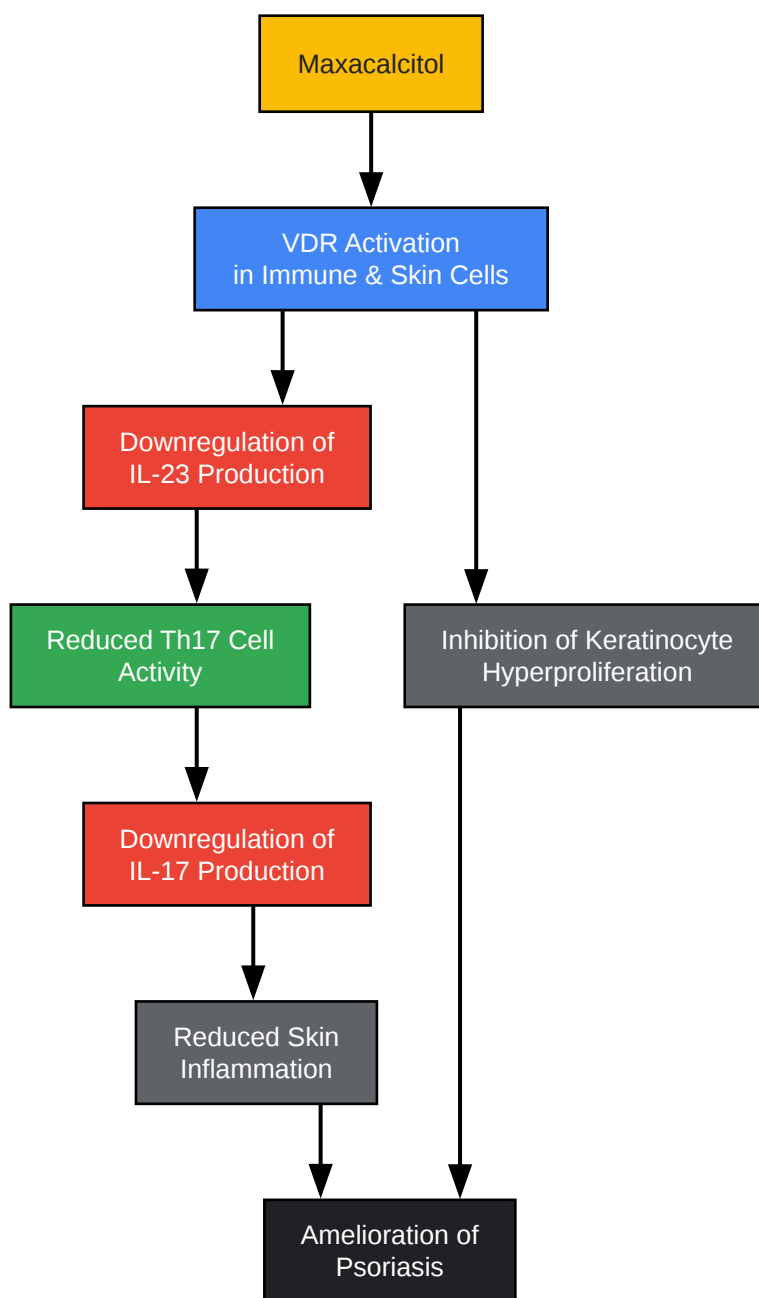 Maxacalcitol
VDR Activation
in Immune & Skin Cells
Downregulation of
IL-23 Production
Reduced Th17 Cell
Activity
Inhibition of Keratinocyte
Hyperproliferation
Downregulation of
IL-17 Production
Reduced Skin
Inflammation
Amelioration of
Psoriasis